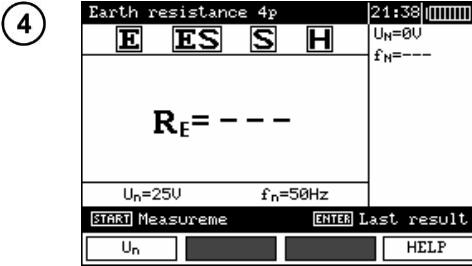 4
Earth resistance 4p 21:38
E ES S H
UN=0V
fN=---
RE= ---
Un=25V fn=50Hz
START Measureme ENTER Last result
Un HELP